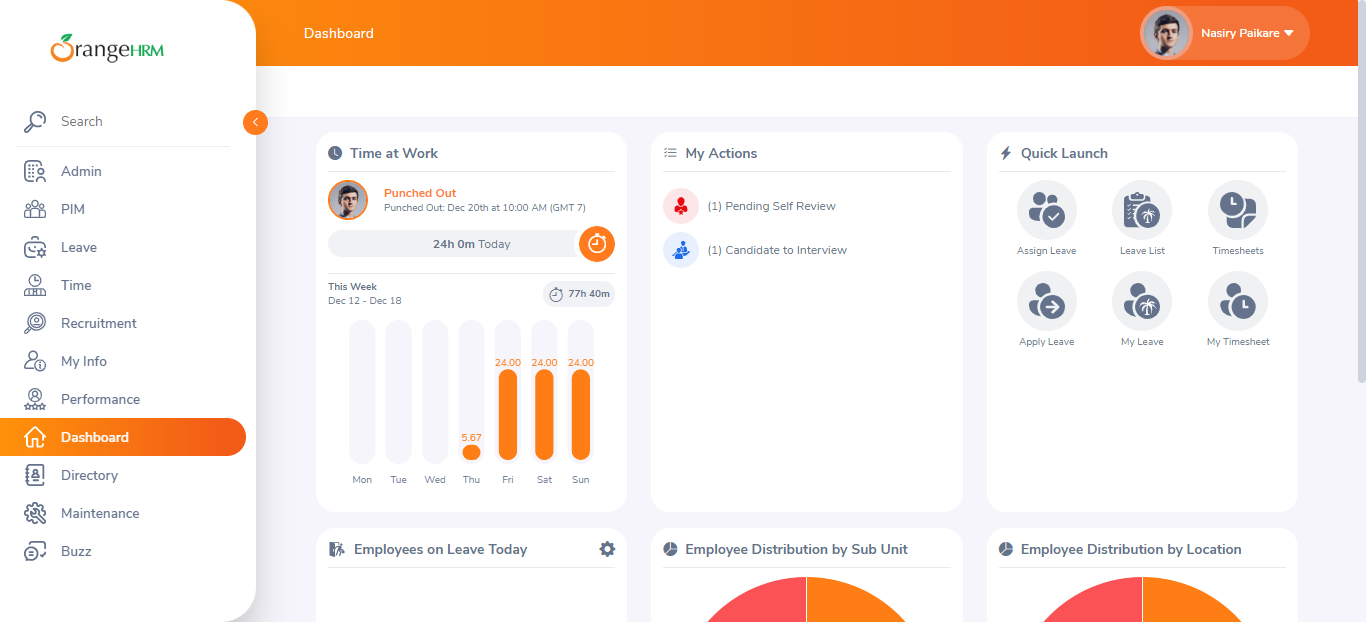 OrangeHRM
Search
Admin
PIM
Leave
Time
Recruitment
My Info
Performance
Dashboard
Directory
Maintenance
Buzz
Dashboard
Nasiry Paikare
Time at Work
Punched Out
Punched Out: Dec 20th at 10:00 AM (GMT 7)
24h 0m Today
This Week
Dec 12 - Dec 18
77h 40m
24.00 24.00 24.00
5.67
Mon Tue Wed Thu Fri Sat Sun
My Actions
(1) Pending Self Review
(1) Candidate to Interview
Quick Launch
Assign Leave Leave List Timesheets
Apply Leave My Leave My Timesheet
Employees on Leave Today
Employee Distribution by Sub Unit
Employee Distribution by Location